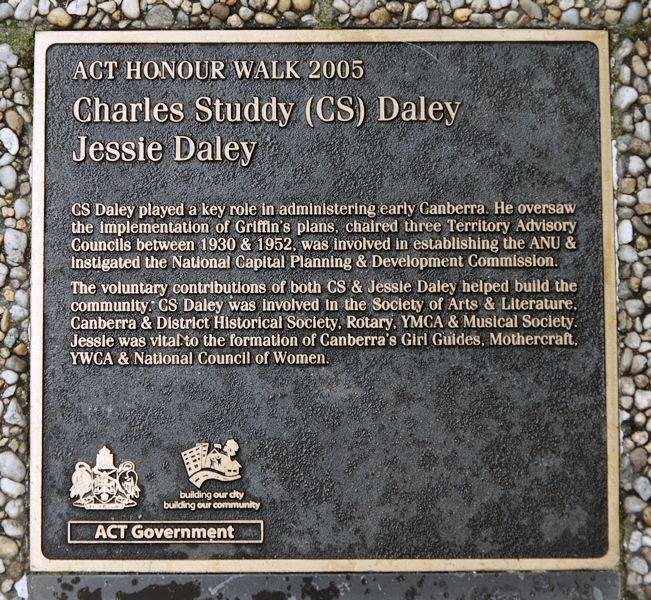 ACT HONOUR WALK 2005
Charles Studdy (CS) Daley
Jessie Daley
CS Daley played a key role in administering early Canberra. He oversaw
the implementation of Griffin's plans, chaired three Territory Advisory
Councils between 1930 & 1952, was involved in establishing the ANU &
instigated the National Capital Planning & Development Commission.
The voluntary contributions of both CS & Jessie Daley helped build the
community. CS Daley was involved in the Society of Arts & Literature,
Canberra & District Historical Society, Rotary, YMCA & Musical Society.
Jessie was vital to the formation of Canberra's Girl Guides, Mothercraft,
YWCA & National Council of Women.
building our city
building our community
ACT Government